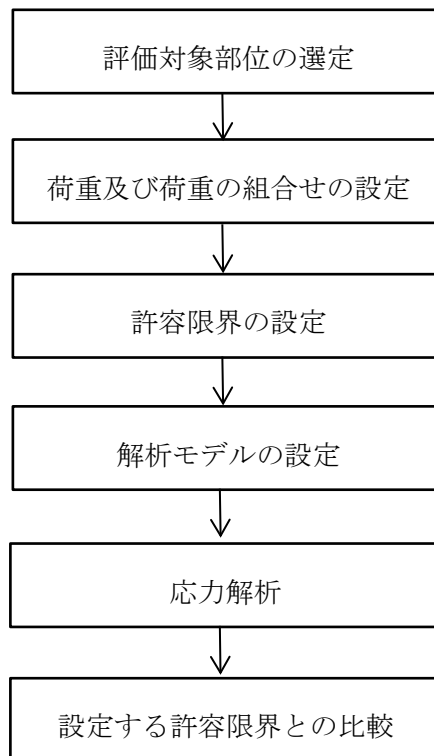 評価対象部位の選定
荷重及び荷重の組合せの設定
許容限界の設定
解析モデルの設定
応力解析
設定する許容限界との比較